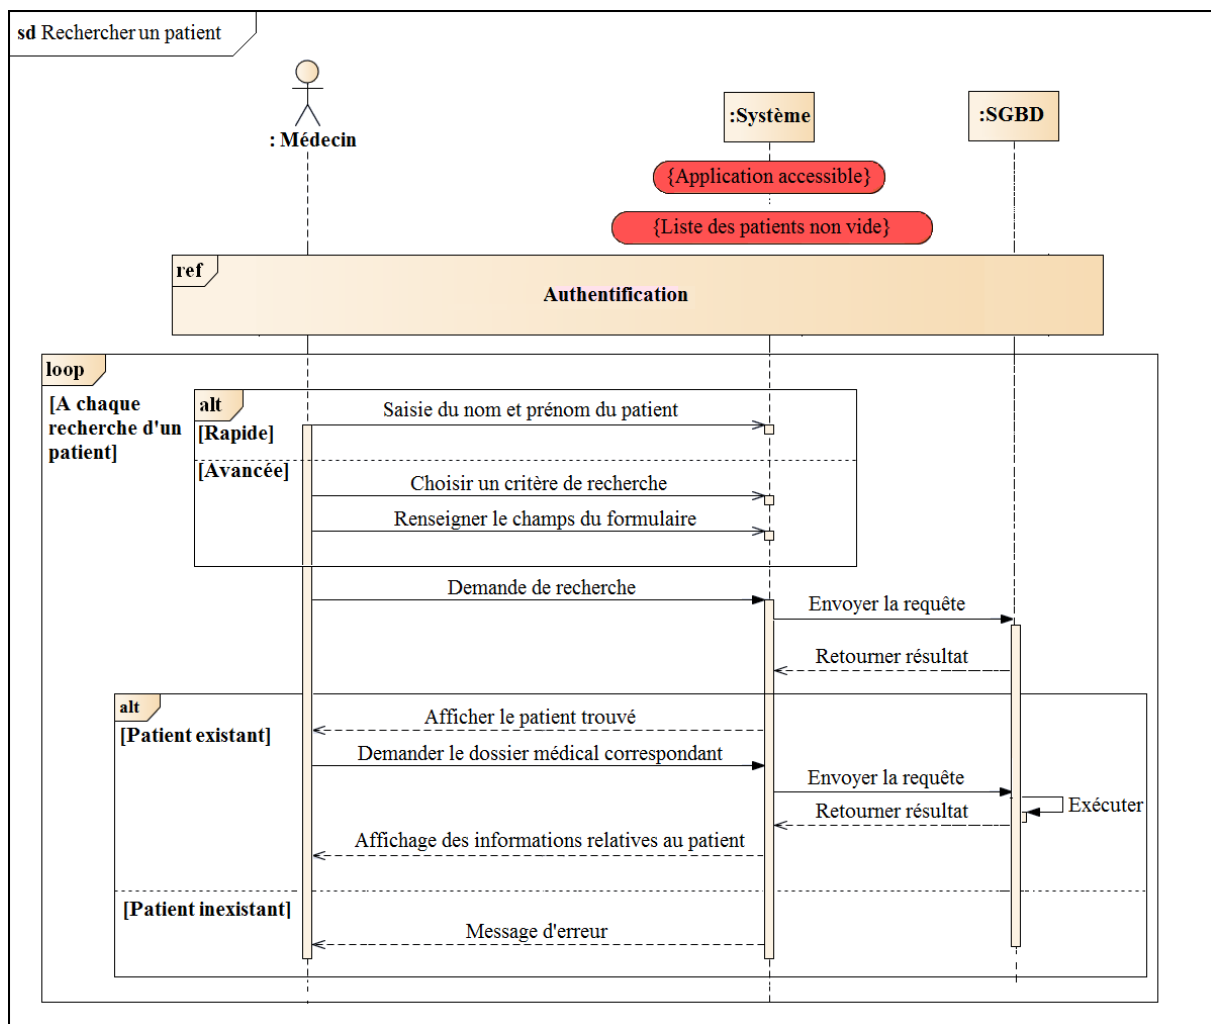 sd Rechercher un patient
: Médecin
:Système
:SGBD
{Application accessible}
{Liste des patients non vide}
ref
Authentification
loop
[A chaque
recherche d'un
patient]
alt
[Rapide]
Saisie du nom et prénom du patient
[Avancée]
Choisir un critère de recherche
Renseigner le champs du formulaire
Demande de recherche
Envoyer la requête
Retourner résultat
alt
[Patient existant]
Afficher le patient trouvé
Demander le dossier médical correspondant
Envoyer la requête
Exécuter
Retourner résultat
Affichage des informations relatives au patient
[Patient inexistant]
Message d'erreur